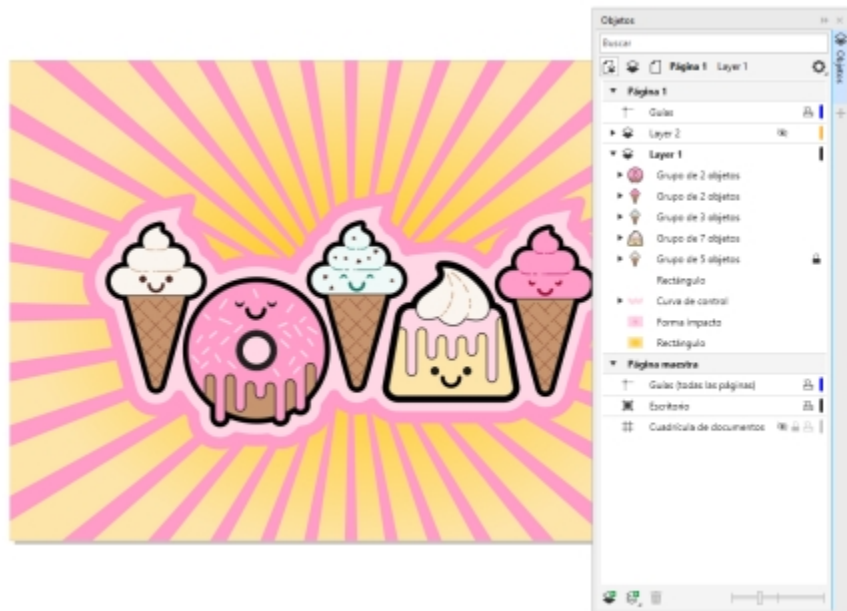 Objetos
Buscar
Página 1 Layer 1
Página 1
Guías
Layer 2
Layer 1
Grupo de 2 objetos
Grupo de 2 objetos
Grupo de 3 objetos
Grupo de 7 objetos
Grupo de 5 objetos
Rectángulo
Curva de control
Forma impacto
Rectángulo
Página maestra
Guías (todas las páginas)
Escritorio
Cuadrícula de documentos
Objetos